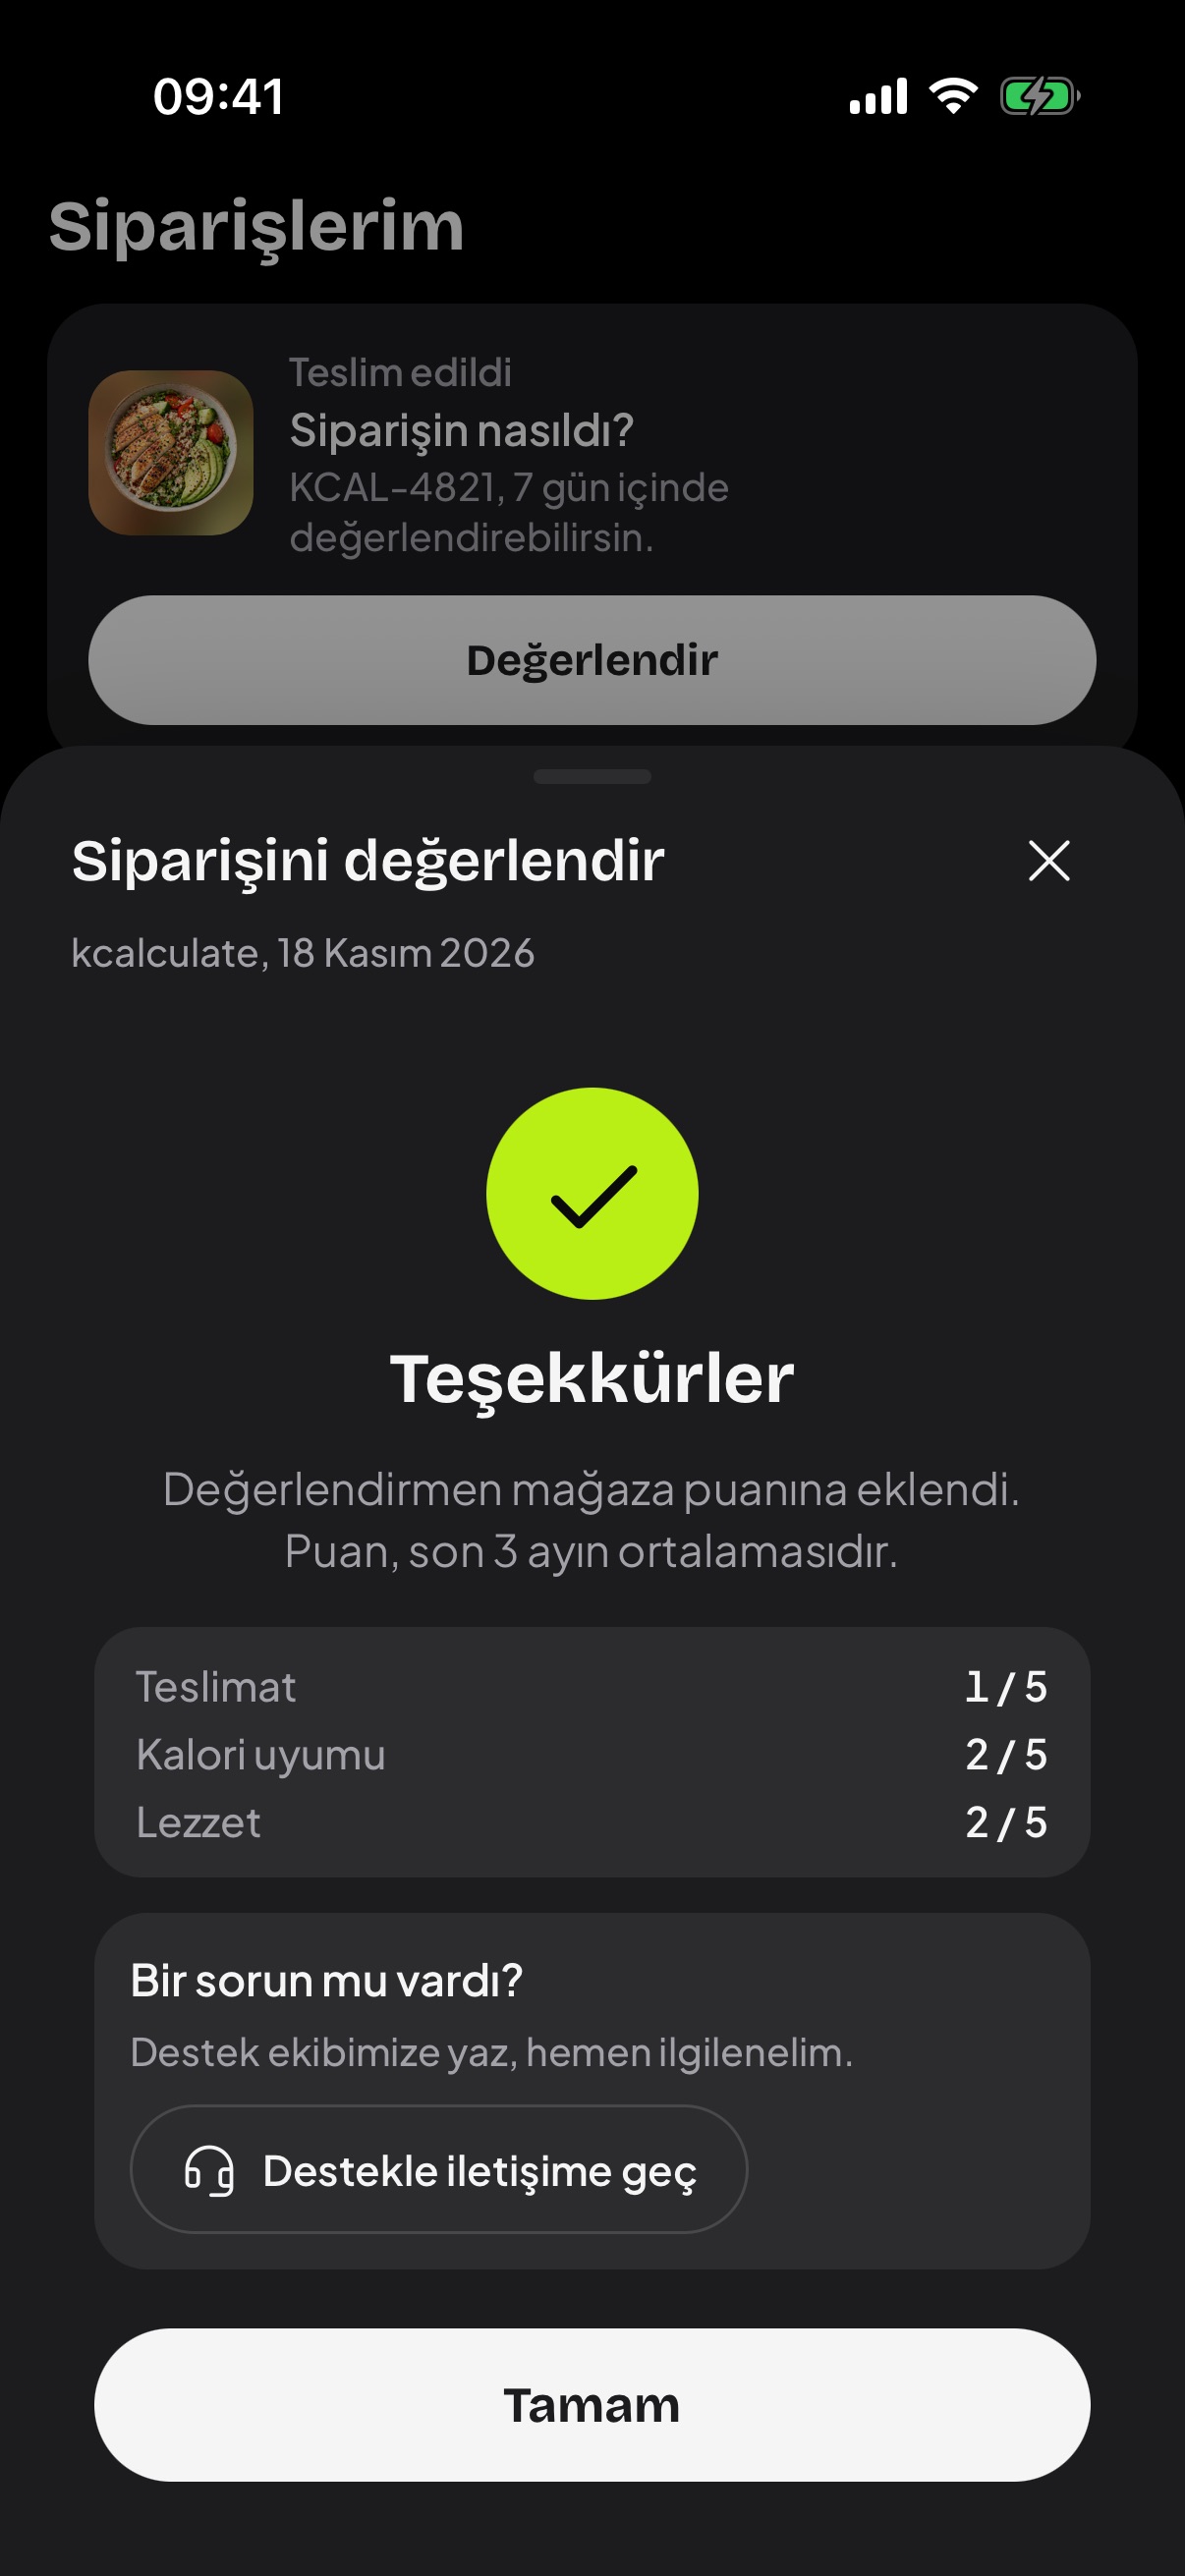 09:41
Siparişlerim
Teslim edildi
Siparişin nasıldı?
KCAL-4821, 7 gün içinde
değerlendirebilirsin.
Değerlendir
Siparişini değerlendir
kcalculate, 18 Kasım 2026
Teşekkürler
Değerlendirmen mağaza puanına eklendi.
Puan, son 3 ayın ortalamasıdır.
Teslimat 1 / 5
Kalori uyumu 2 / 5
Lezzet 2 / 5
Bir sorun mu vardı?
Destek ekibimize yaz, hemen ilgilenelim.
Destekle iletişime geç
Tamam